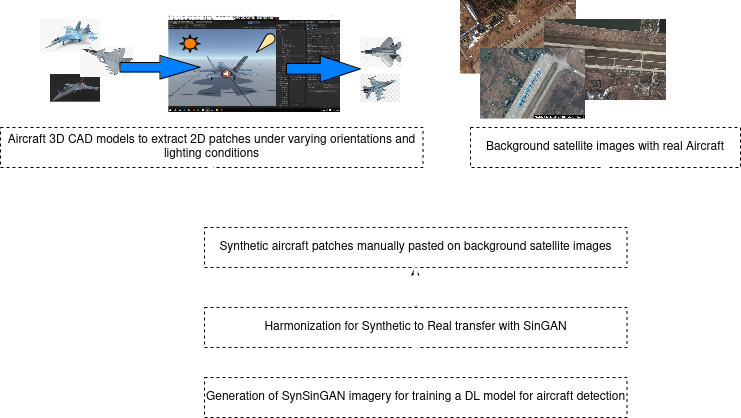 Aircraft 3D CAD models to extract 2D patches under varying orientations and
lighting conditions
Background satellite images with real Aircraft
Synthetic aircraft patches manually pasted on background satellite images
Harmonization for Synthetic to Real transfer with SinGAN
Generation of SynSinGAN imagery for training a DL model for aircraft detection